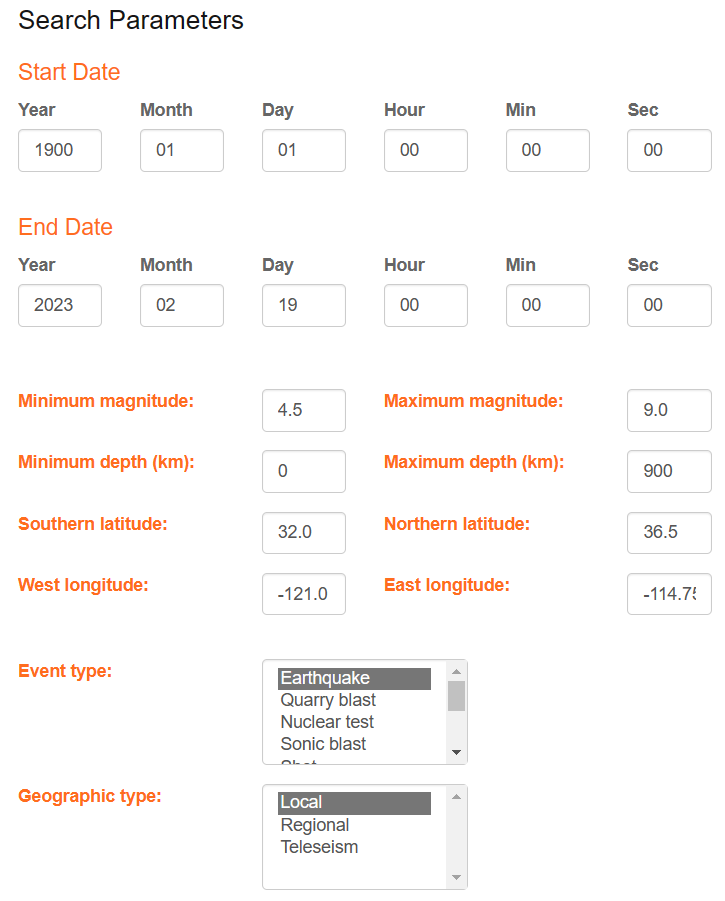 Search Parameters
Start Date
Year Month Day Hour Min Sec
1900 01 01 00 00 00
End Date
Year Month Day Hour Min Sec
2023 02 19 00 00 00
Minimum magnitude: 4.5 Maximum magnitude: 9.0
Minimum depth (km): 0 Maximum depth (km): 900
Southern latitude: 32.0 Northern latitude: 36.5
West longitude: -121.0 East longitude: -114.75
Event type: Earthquake
Quarry blast
Nuclear test
Sonic blast
Geographic type: Local
Regional
Teleseism